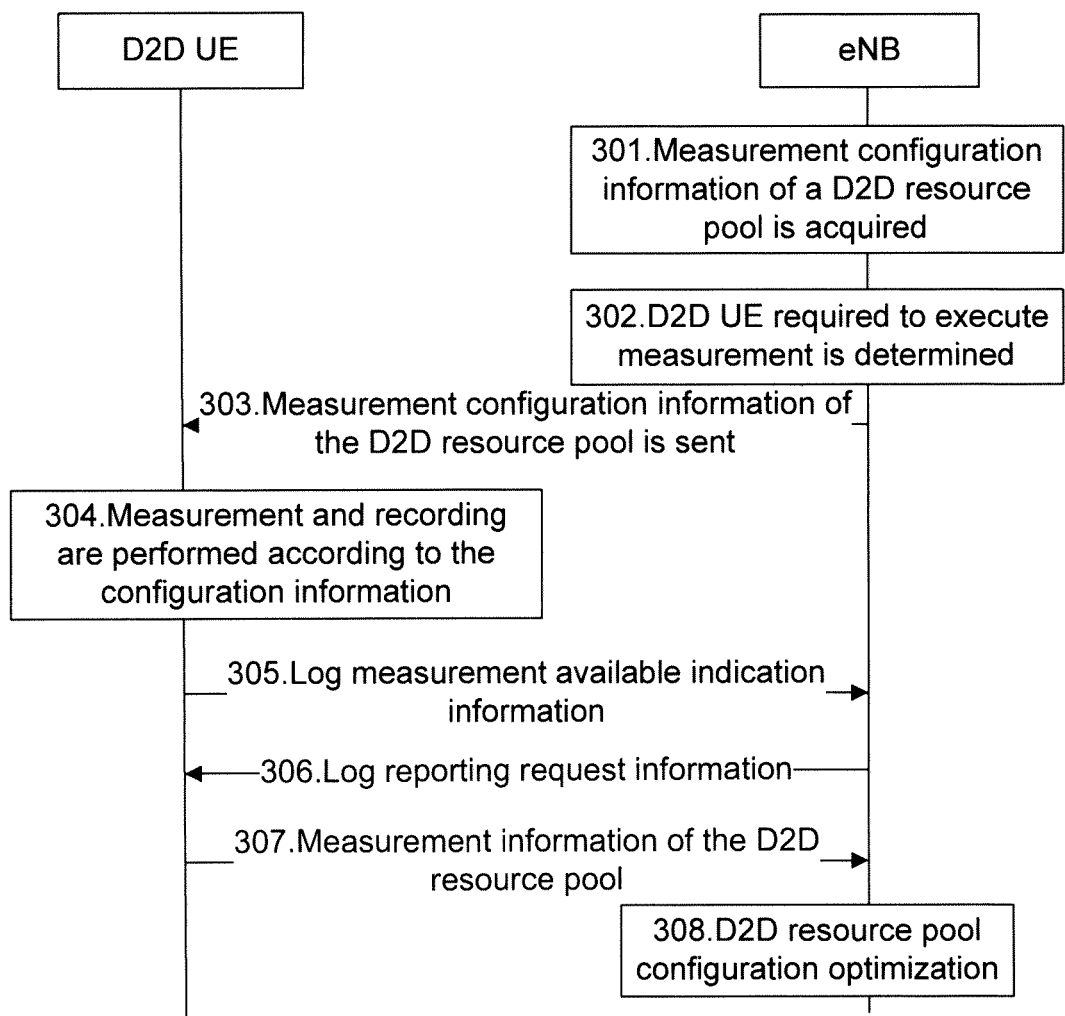 D2D UE
eNB
301.Measurement configuration
information of a D2D resource
pool is acquired
302.D2D UE required to execute
measurement is determined
303.Measurement configuration information of
the D2D resource pool is sent
304.Measurement and recording
are performed according to the
configuration information
305.Log measurement available indication
information
306.Log reporting request information
307.Measurement information of the D2D
resource pool
308.D2D resource pool
configuration optimization